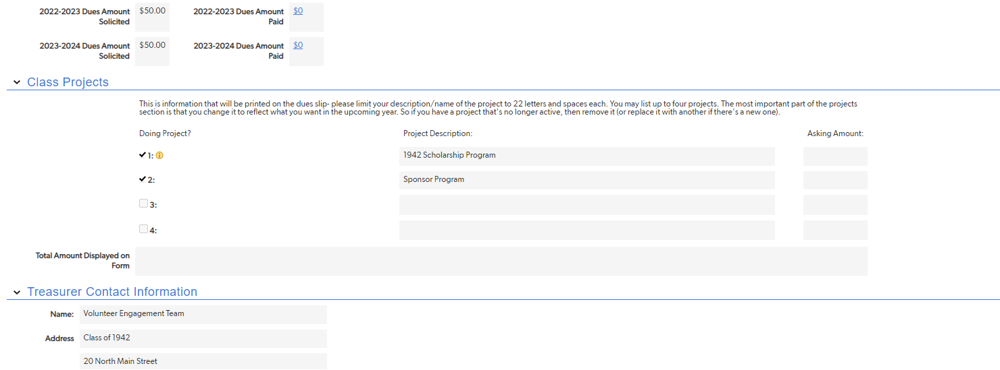 2022-2023 Dues Amount Solicited $50.00 2022-2023 Dues Amount Paid $0
2023-2024 Dues Amount Solicited $50.00 2023-2024 Dues Amount Paid $0
Class Projects
This is information that will be printed on the dues slip- please limit your description/name of the project to 22 letters and spaces each. You may list up to four projects. The most important part of the projects
section is that you change it to reflect what you want in the upcoming year. So if you have a project that's no longer active, then remove it (or replace it with another if there's a new one).
Doing Project? Project Description: Asking Amount:
1: 1942 Scholarship Program
2: Sponsor Program
3:
4:
Total Amount Displayed on
Form
Treasurer Contact Information
Name: Volunteer Engagement Team
Address Class of 1942
20 North Main Street